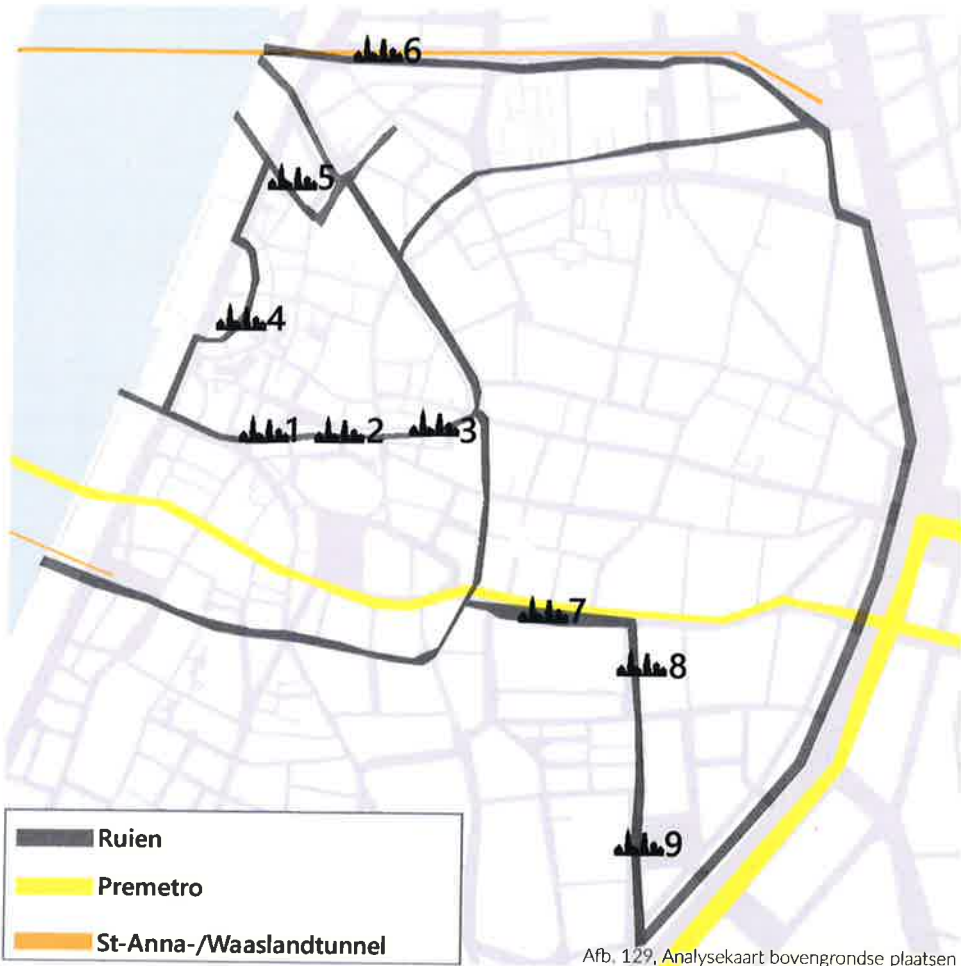 6
5
4
1 2 3
7
8
9
Ruien
Premetro
St-Anna-/Waaslandtunnel
Afb. 129, Analysekaart bovengrondse plaatsen